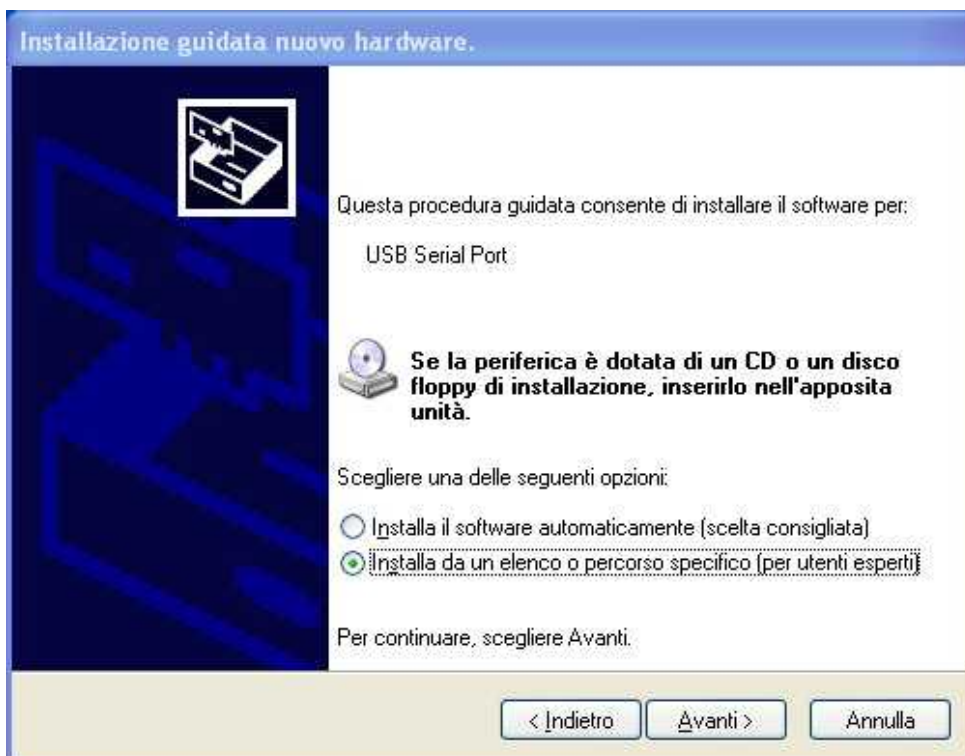 Installazione guidata nuovo hardware.
Questa procedura guidata consente di installare il software per:
USB Serial Port
Se la periferica è dotata di un CD o un disco
floppy di installazione, inserirlo nell'apposita
unità.
Scegliere una delle seguenti opzioni:
Installa il software automaticamente (scelta consigliata)
Installa da un elenco o percorso specifico (per utenti esperti)
Per continuare, scegliere Avanti.
< Indietro Avanti > Annulla